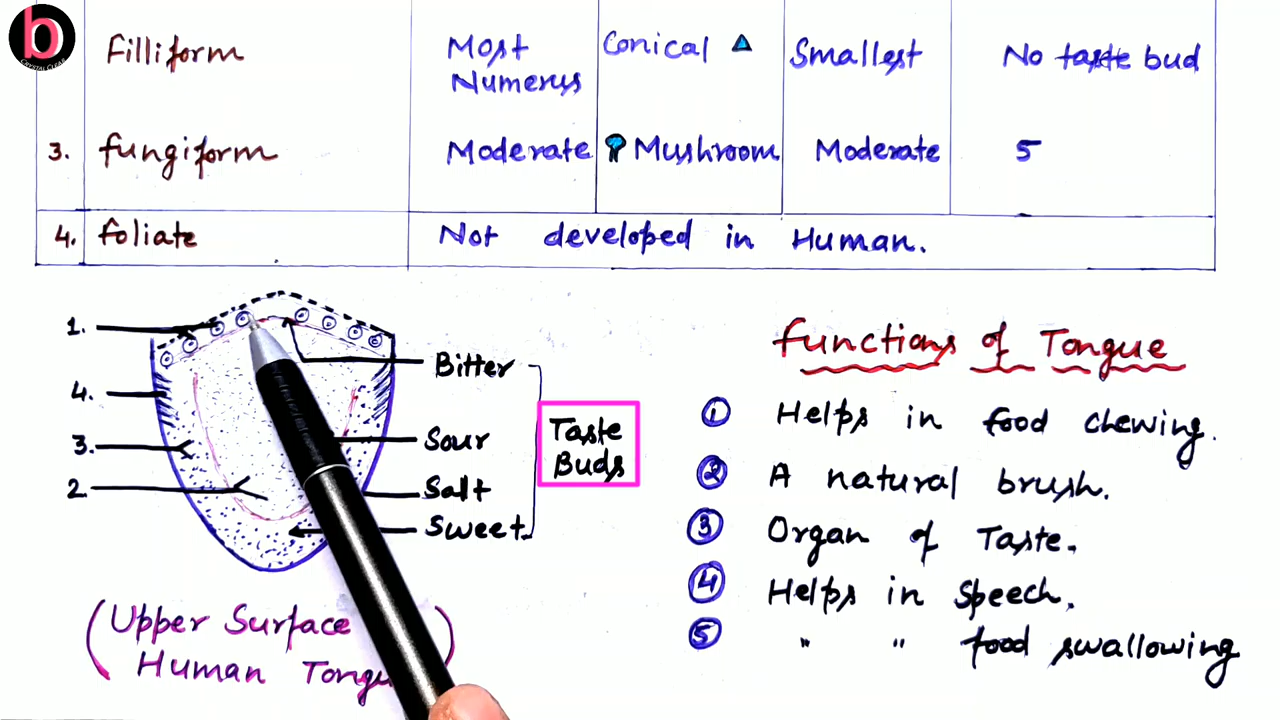 b
CRYSTAL CLEAR
Filliform Most Conical Smallest No taste bud
Numerus
3. fungiform Moderate Mushroom Moderate 5
4. foliate Not developed in Human.
1.
4.
3.
2
Bitter
Sour
Salt
Sweet
Taste
Buds
(Upper Surface
Human )
Functions of Tongue
1 Helps in food chewing.
2 A natural brush.
3 Organ of Taste.
4 Helps in Speech.
5 " " food swallowing